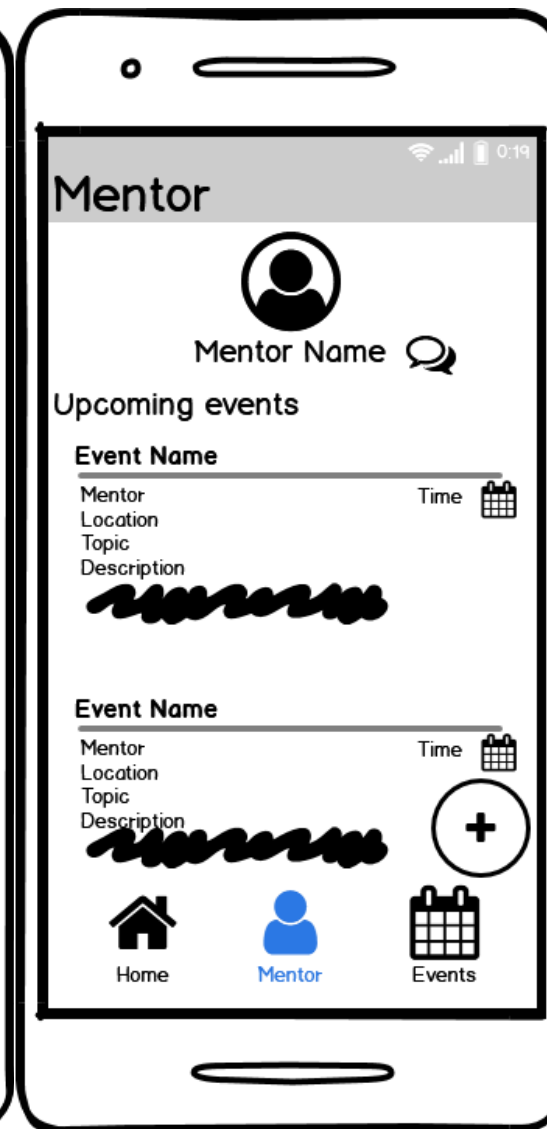 0:19
Mentor
Mentor Name
Upcoming events
Event Name
Mentor Time
Location
Topic
Description
Event Name
Mentor Time
Location
Topic
Description
Home Mentor Events